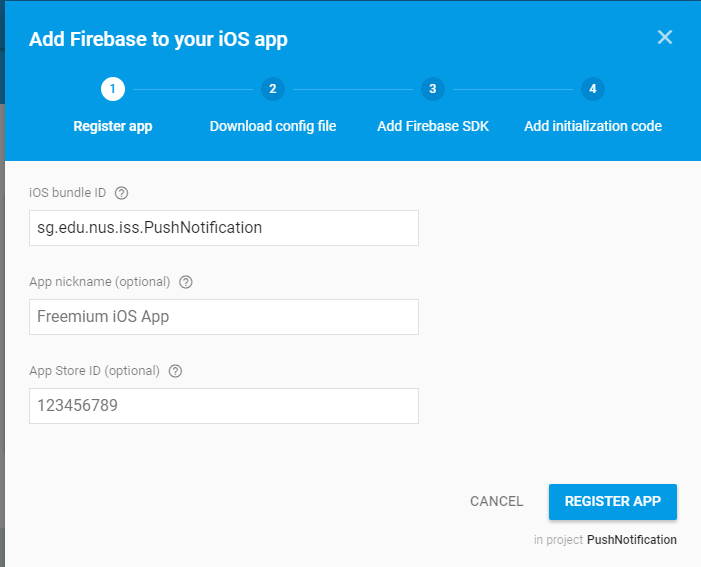 Add Firebase to your iOS app
1 2 3 4
Register app Download config file Add Firebase SDK Add initialization code
iOS bundle ID ?
sg.edu.nus.iss.PushNotification
App nickname (optional) ?
Freemium iOS App
App Store ID (optional) ?
123456789
CANCEL REGISTER APP
in project PushNotification